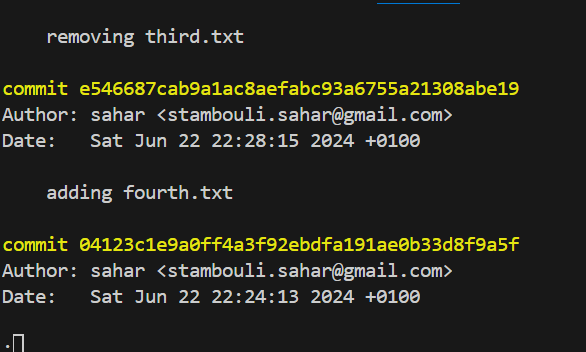 removing third.txt
commit e546687cab9a1ac8aefabc93a6755a21308abe19
Author: sahar <stambouli.sahar@gmail.com>
Date:   Sat Jun 22 22:28:15 2024 +0100
adding fourth.txt
commit 04123c1e9a0ff4a3f92ebdfa191ae0b33d8f9a5f
Author: sahar <stambouli.sahar@gmail.com>
Date:   Sat Jun 22 22:24:13 2024 +0100
.